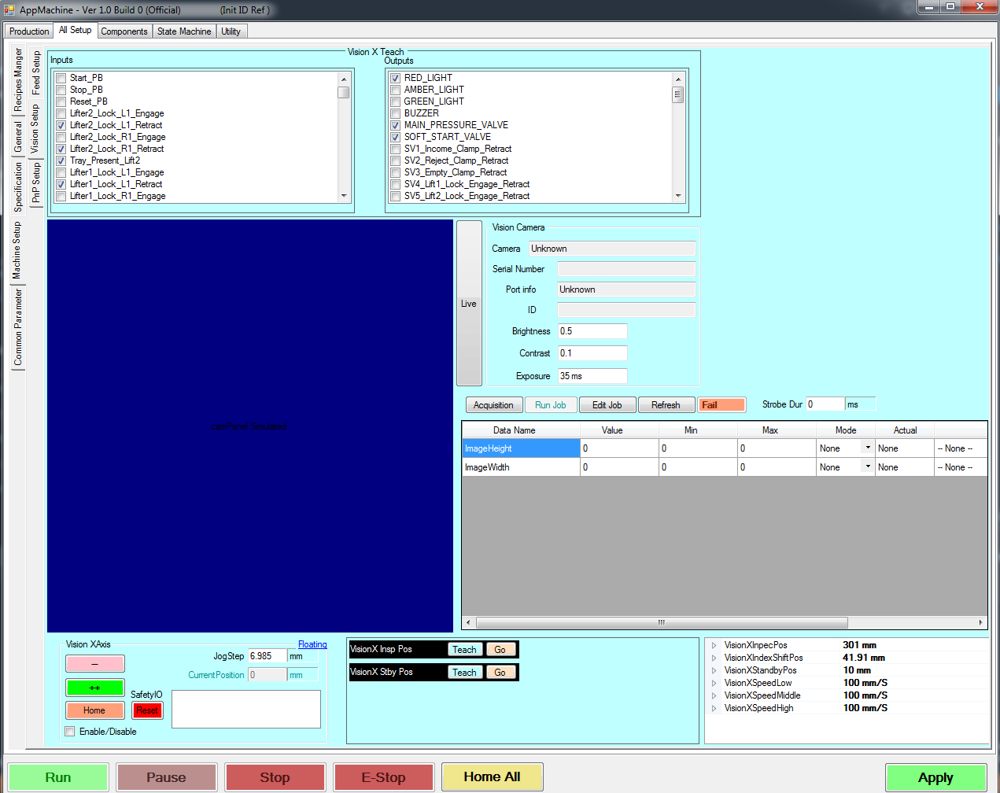 AppMachine - Ver 1.0 Build 0 (Official) (Init ID Ref )
Production All Setup Components State Machine Utility
Recipes Manger
General
Specification
Machine Setup
Common Parameter
Feed Setup
Vision Setup
PnP Setup
Vision X Teach
Inputs
Start_PB
Stop_PB
Reset_PB
Lifter2_Lock_L1_Engage
Lifter2_Lock_L1_Retract
Lifter2_Lock_R1_Engage
Lifter2_Lock_R1_Retract
Tray_Present_Lift2
Lifter1_Lock_L1_Engage
Lifter1_Lock_L1_Retract
Lifter1_Lock_R1_Engage
Outputs
RED_LIGHT
AMBER_LIGHT
GREEN_LIGHT
BUZZER
MAIN_PRESSURE_VALVE
SOFT_START_VALVE
SV1_Income_Clamp_Retract
SV2_Reject_Clamp_Retract
SV3_Empty_Clamp_Retract
SV4_Lift1_Lock_Engage_Retract
SV5_Lift2_Lock_Engage_Retract
Live
Vision Camera
Camera Unknown
Serial Number
Port info Unknown
ID
Brightness 0.5
Contrast 0.1
Exposure 35 ms
Acquisition Run Job Edit Job Refresh Fail Strobe Dur 0 ms
Data Name Value Min Max Mode Actual
ImageHeight 0 0 0 None None -- None --
ImageWidth 0 0 0 None None -- None --
Vision XAxis Floating
-- JogStep 6.985 mm
CurrentPosition 0 mm
++
SafetyIO
Home Reset
Enable/Disable
VisionX Insp Pos Teach Go
VisionX Stby Pos Teach Go
VisionXInpecPos 301 mm
VisionXIndexShiftPos 41.91 mm
VisionXStandbyPos 10 mm
VisionXSpeedLow 100 mm/S
VisionXSpeedMiddle 100 mm/S
VisionXSpeedHigh 100 mm/S
Run Pause Stop E-Stop Home All Apply